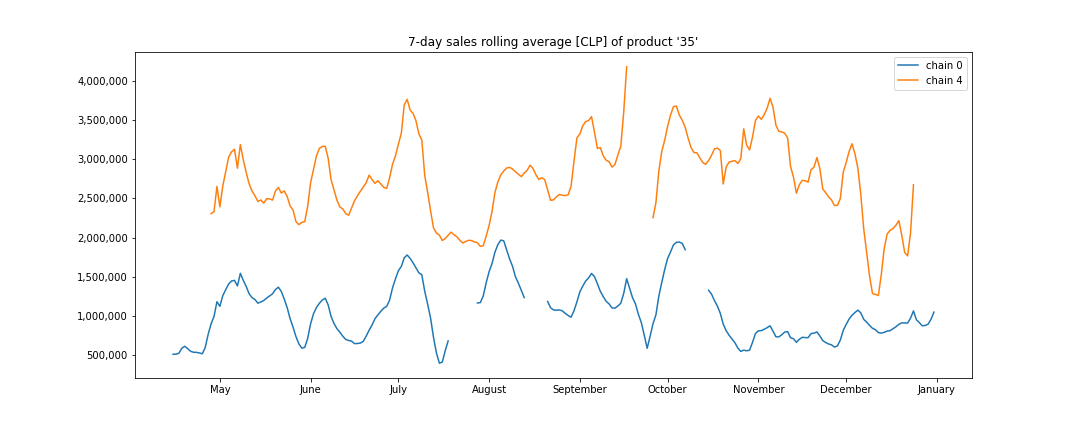 7-day sales rolling average [CLP] of product '35'
chain 0
chain 4
4,000,000
3,500,000
3,000,000
2,500,000
2,000,000
1,500,000
1,000,000
500,000
May June July August September October November December January